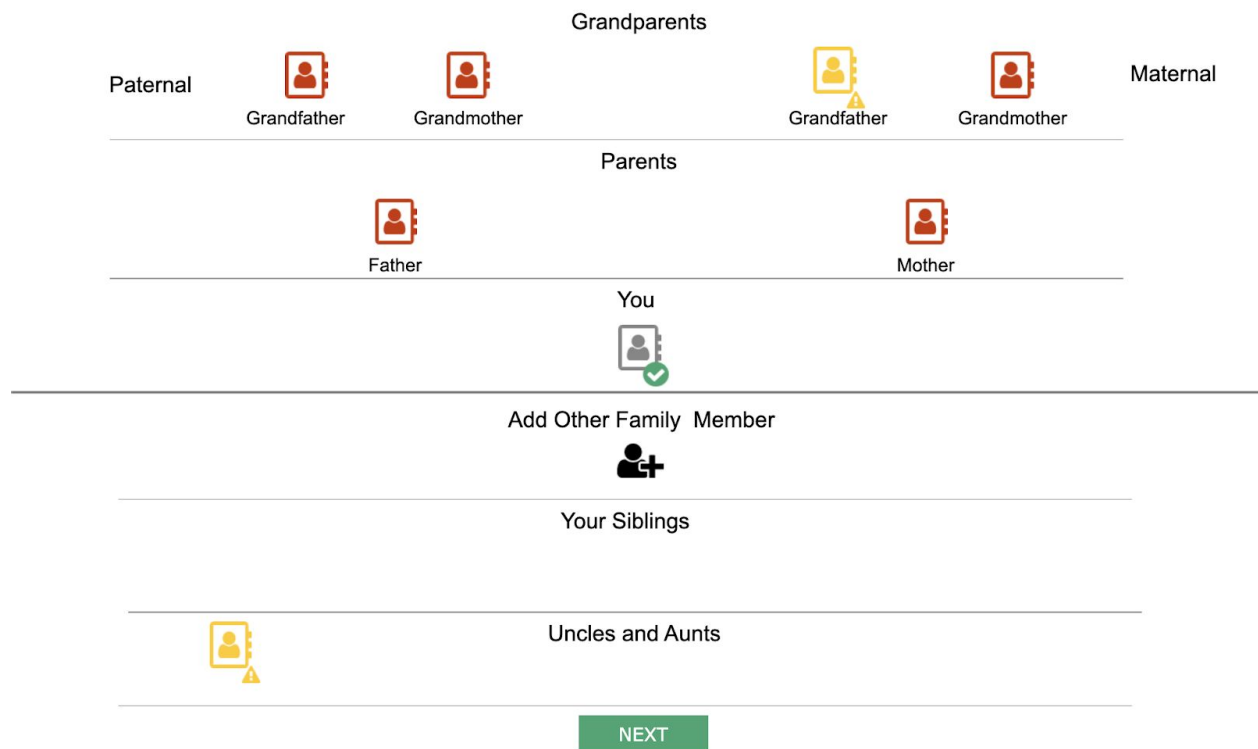 Grandparents
Paternal
Maternal
Grandfather
Grandmother
Grandfather
Grandmother
Parents
Father
Mother
You
Add Other Family  Member
Your Siblings
Uncles and Aunts
NEXT